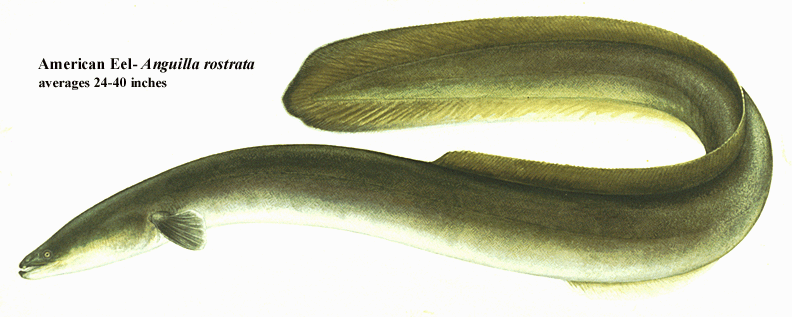 American Eel- Anguilla rostrata
averages 24-40 inches